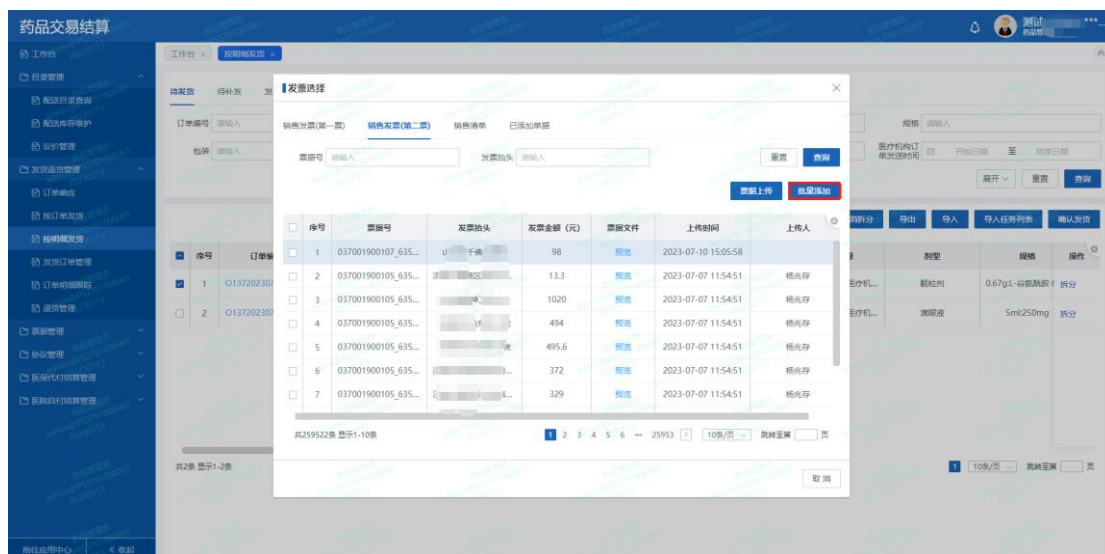 药品交易结算
测试
***...
工作台
目录管理
配送目录查询
配送库存维护
议价管理
发货退货管理
订单响应
按订单发货
按明细发货
发货订单管理
订单明细跟踪
退货管理
票据管理
协议管理
医保代付结算管理
医院自付结算管理
前往应用中心
« 收起
工作台 ×
按明细发货 ×
待发货 待补发 发
订单编号 请输入
包装 请输入
规格 请输入
医疗机构订
单发送时间 开始日期 至 结束日期
展开 重置 查询
拆分 导出 导入 导入任务列表 确认发货
序号 订单编
剂型 规格 操作
1 O137202307
医疗机... 颗粒剂 0.67g:L-谷氨酰胺 拆分
2 O137202307
医疗机... 滴眼液 5ml:250mg 拆分
共2条 显示1-2条
1 10条/页 跳转至第 页
发票选择 ×
销售发票(第一票) 销售发票(第二票) 销售清单 已添加单据
票据号 请输入 发票抬头 请输入 重置 查询
票据上传 批量添加
序号 票据号 发票抬头 发票金额 (元) 票据文件 上传时间 上传人
1 037001900107_635... 千佛 98 预览 2023-07-10 15:05:58
2 037001900105_635... 13.3 预览 2023-07-07 11:54:51 杨兆存
3 037001900105_635... 1020 预览 2023-07-07 11:54:51 杨兆存
4 037001900105_635... 494 预览 2023-07-07 11:54:51 杨兆存
5 037001900105_635... 495.6 预览 2023-07-07 11:54:51 杨兆存
6 037001900105_635... 372 预览 2023-07-07 11:54:51 杨兆存
7 037001900105_635... 329 预览 2023-07-07 11:54:51 杨兆存
共259522条 显示1-10条
1 2 3 4 5 6 ··· 25953 > 10条/页 跳转至第 页
取消